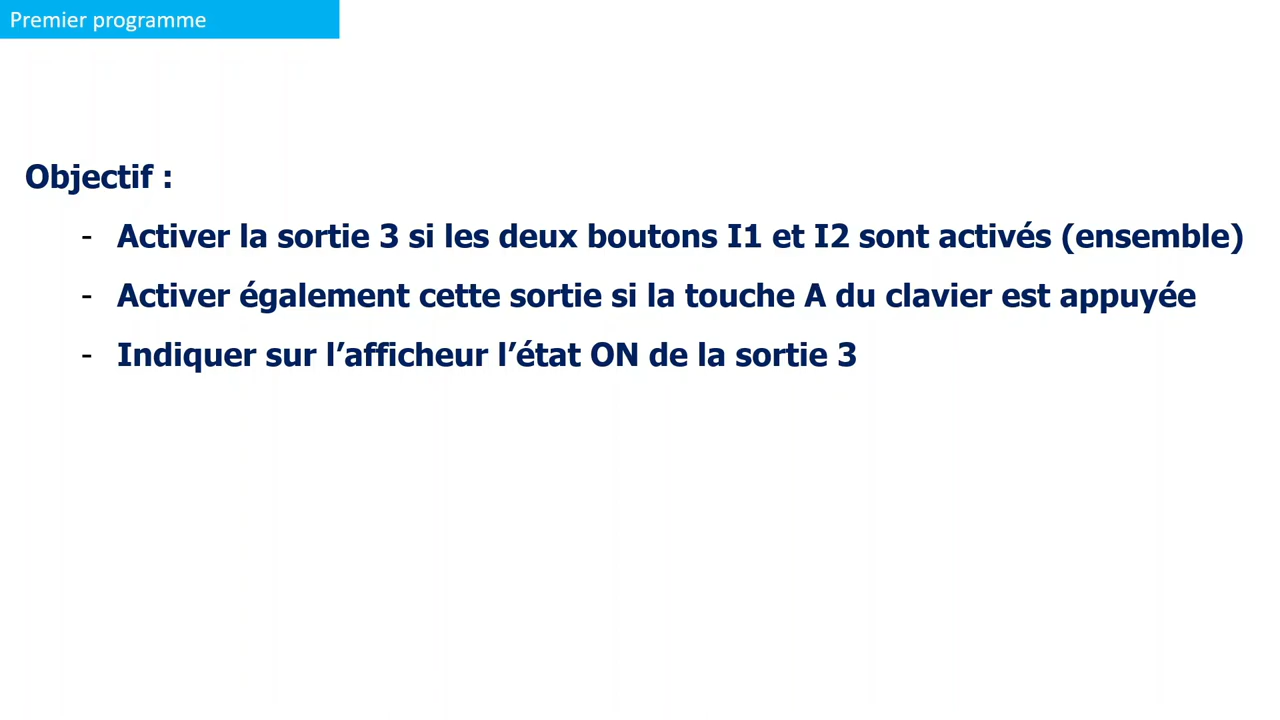 Premier programme
Objectif :
- Activer la sortie 3 si les deux boutons I1 et I2 sont activés (ensemble)
- Activer également cette sortie si la touche A du clavier est appuyée
- Indiquer sur l’afficheur l’état ON de la sortie 3